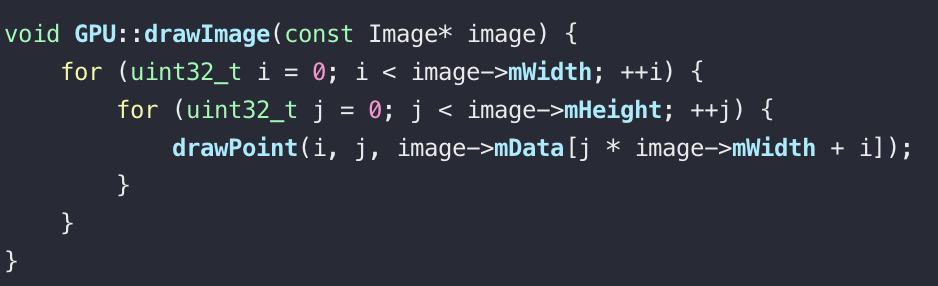 void GPU::drawImage(const Image* image) {
    for (uint32_t i = 0; i < image->mWidth; ++i) {
        for (uint32_t j = 0; j < image->mHeight; ++j) {
            drawPoint(i, j, image->mData[j * image->mWidth + i]);
        }
    }
}